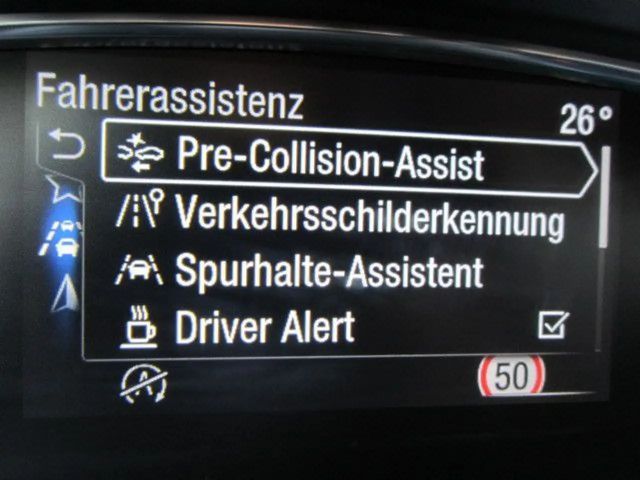 Fahrerassistenz
26°
Pre-Collision-Assist
Verkehrsschilderkennung
Spurhalte-Assistent
Driver Alert
A
50